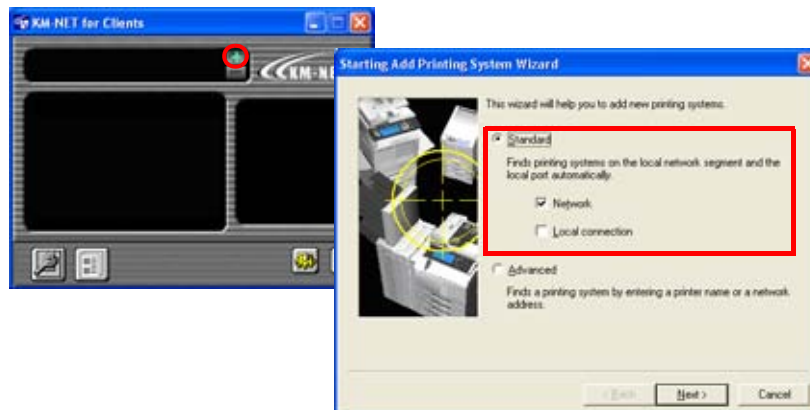 KM-NET for Clients
KM-NE
Starting Add Printing System Wizard
This wizard will help you to add new printing systems.
Standard
Finds printing systems on the local network segment and the
local port automatically.
Network
Local connection
Advanced
Finds a printing system by entering a printer name or a network
address.
< Back
Next >
Cancel